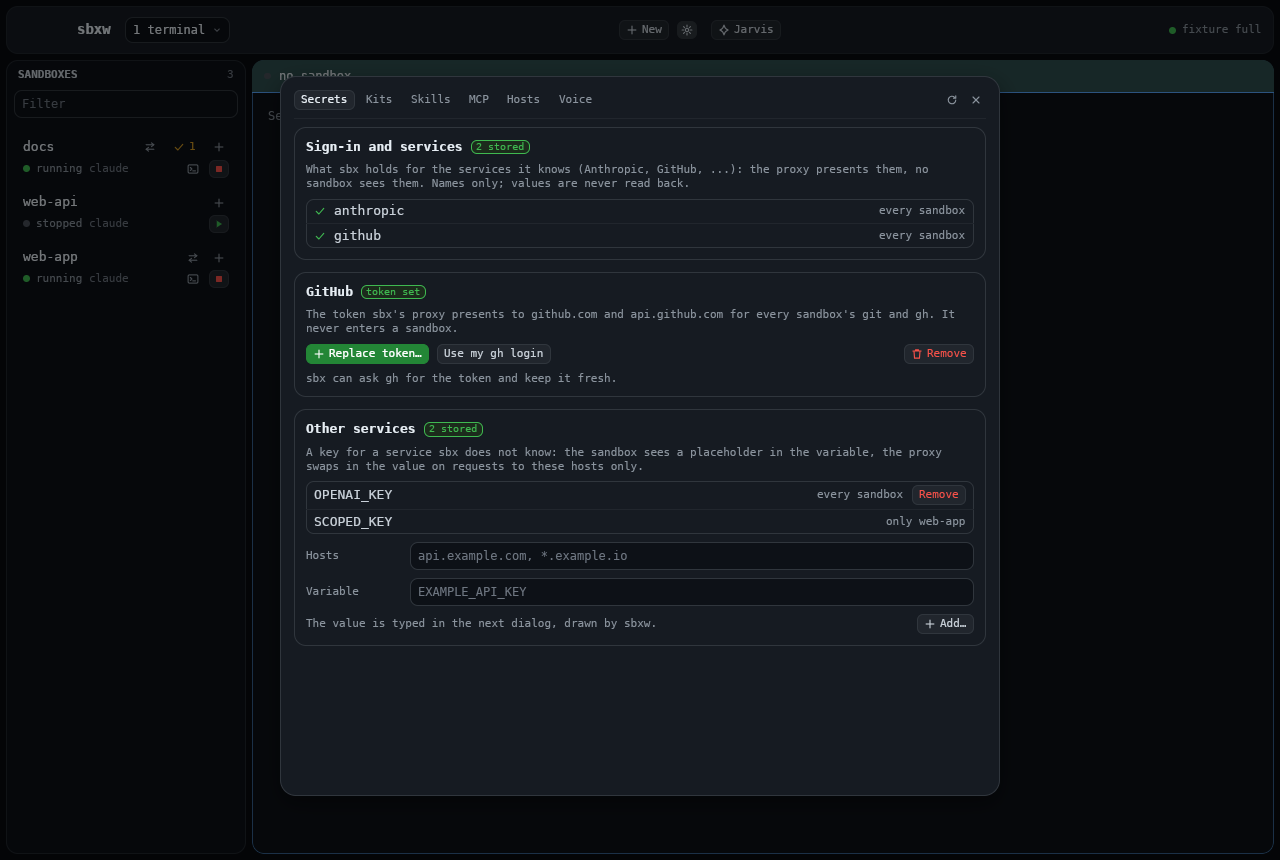 sbxw
1 terminal
New
Jarvis
fixture full
SANDBOXES 3
Filter
docs 1
running claude
web-api
stopped claude
web-app
running claude
no sandbox
Se
Secrets Kits Skills MCP Hosts Voice
Sign-in and services 2 stored
What sbx holds for the services it knows (Anthropic, GitHub, ...): the proxy presents them, no
sandbox sees them. Names only; values are never read back.
anthropic every sandbox
github every sandbox
GitHub token set
The token sbx's proxy presents to github.com and api.github.com for every sandbox's git and gh. It
never enters a sandbox.
Replace token… Use my gh login Remove
sbx can ask gh for the token and keep it fresh.
Other services 2 stored
A key for a service sbx does not know: the sandbox sees a placeholder in the variable, the proxy
swaps in the value on requests to these hosts only.
OPENAI_KEY every sandbox Remove
SCOPED_KEY only web-app
Hosts api.example.com, *.example.io
Variable EXAMPLE_API_KEY
The value is typed in the next dialog, drawn by sbxw. Add…